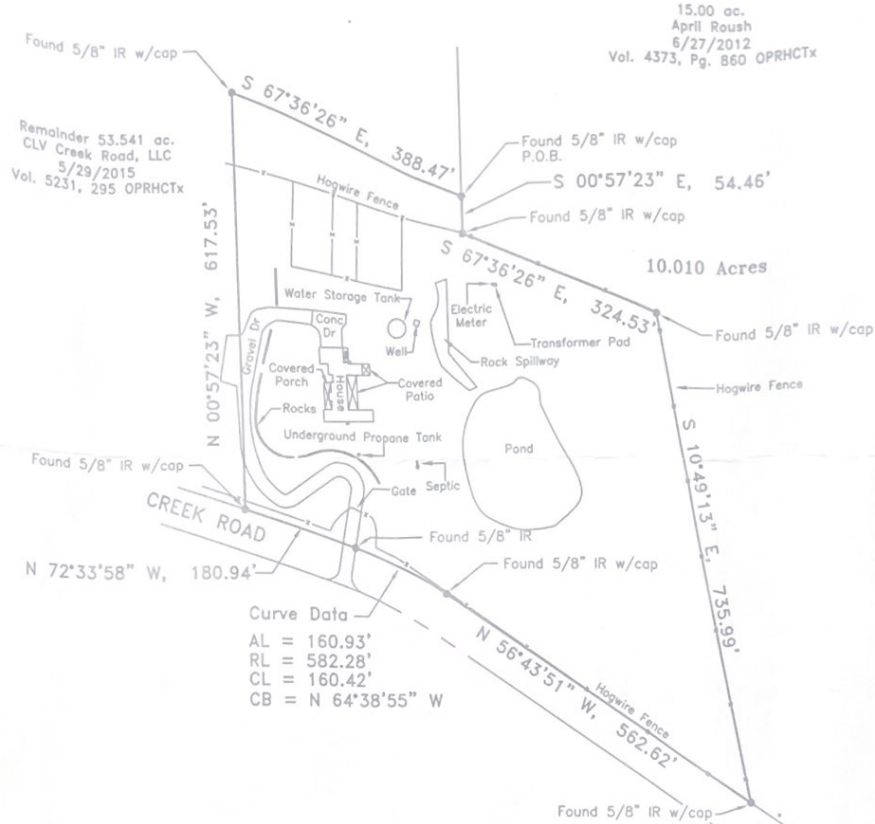 15.00 ac.
April Roush
6/27/2012
Vol. 4373, Pg. 860 OPRHCTx
Found 5/8" IR w/cap
S 67°36'26" E, 388.47'
Remainder 53.541 ac.
CLV Creek Road, LLC
5/29/2015
Vol. 5231, 295 OPRHCTx
Found 5/8" IR w/cap
P.O.B.
S 00°57'23" E, 54.46'
Hogwire Fence
Found 5/8" IR w/cap
S 67°36'26" E, 324.53'
10.010 Acres
N 00°57'23" W, 617.53'
Water Storage Tank
Electric
Meter
Transformer Pad
Found 5/8" IR w/cap
Conc
Dr
Gravel Dr
Well
Rock Spillway
Covered
Porch
House
Covered
Patio
Hogwire Fence
Rocks
Underground Propane Tank
Pond
S 10°49'13" E, 735.99'
Found 5/8" IR w/cap
Gate
Septic
CREEK ROAD
Found 5/8" IR
N 72°33'58" W, 180.94'
Found 5/8" IR w/cap
Curve Data
AL = 160.93'
RL = 582.28'
CL = 160.42'
CB = N 64°38'55" W
N 56°43'51" W, 562.62'
Hogwire Fence
Found 5/8" IR w/cap